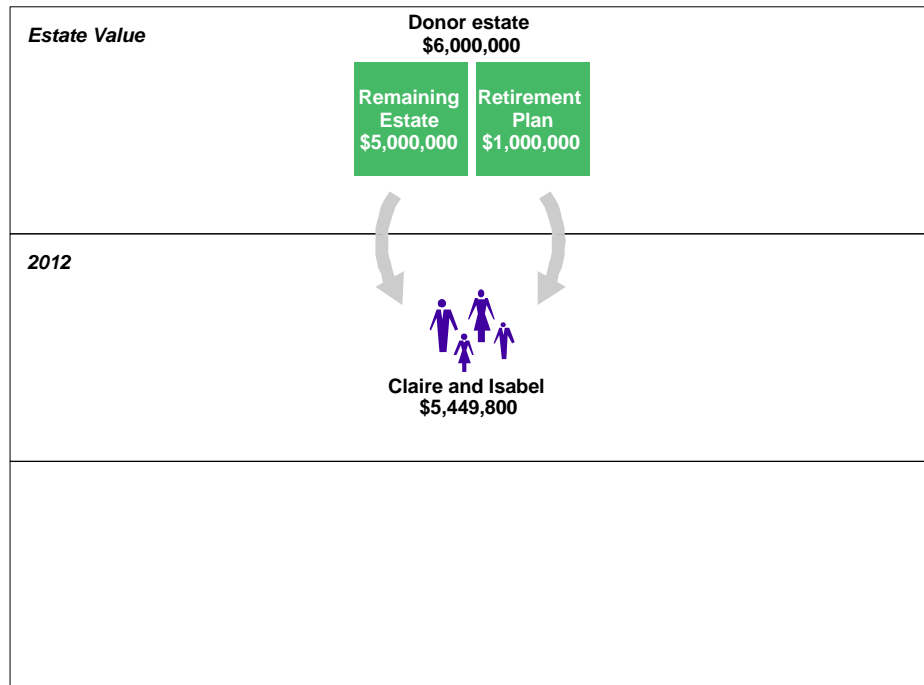 Estate Value
Donor estate
$6,000,000
Remaining
Estate
$5,000,000
Retirement
Plan
$1,000,000
2012
Claire and Isabel
$5,449,800